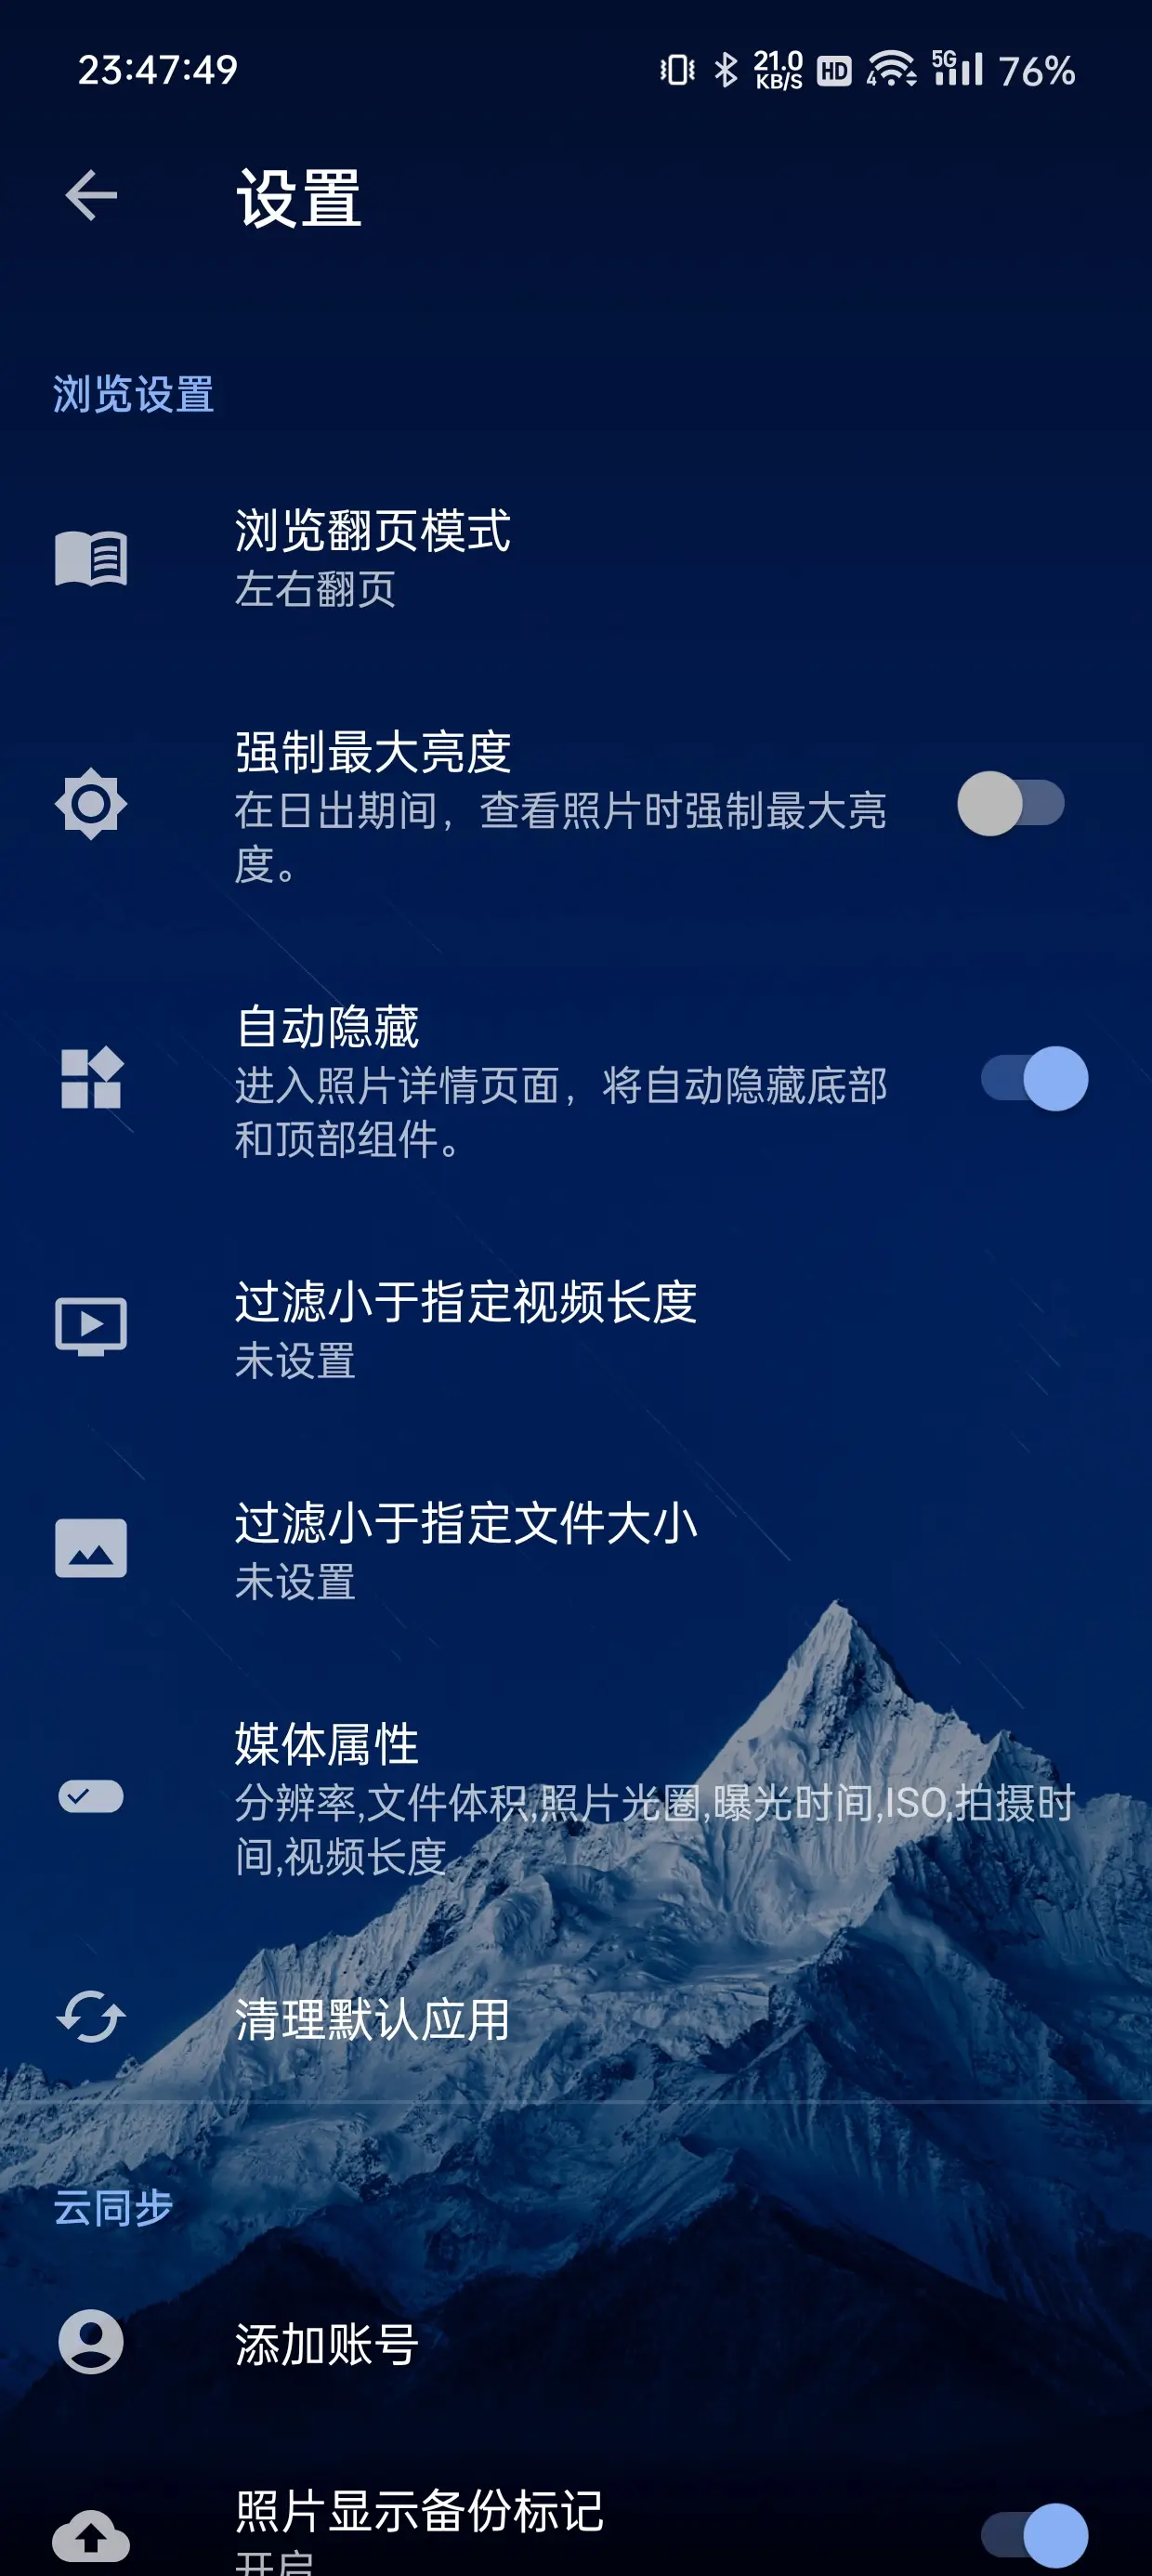 23:47:49 21.0 KB/S HD 4 5G 76%
设置
浏览设置
浏览翻页模式
左右翻页
强制最大亮度
在日出期间，查看照片时强制最大亮
度。
自动隐藏
进入照片详情页面，将自动隐藏底部
和顶部组件。
过滤小于指定视频长度
未设置
过滤小于指定文件大小
未设置
媒体属性
分辨率,文件体积,照片光圈,曝光时间,ISO,拍摄时
间,视频长度
清理默认应用
云同步
添加账号
照片显示备份标记
开启